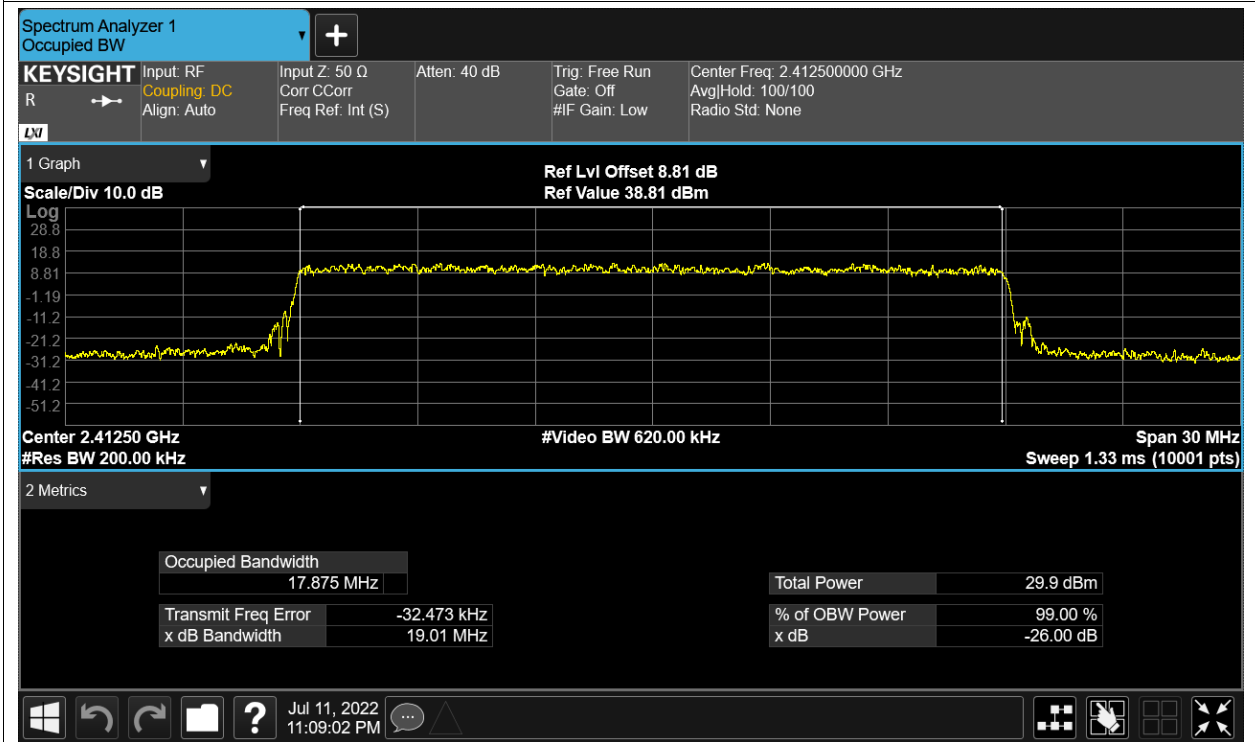 Spectrum Analyzer 1
Occupied BW
KEYSIGHT Input: RF Input Z: 50 Ω Atten: 40 dB Trig: Free Run Center Freq: 2.412500000 GHz
R Coupling: DC Corr CCorr Gate: Off Avg|Hold: 100/100
Align: Auto Freq Ref: Int (S) #IF Gain: Low Radio Std: None
LXI
1 Graph
Ref Lvl Offset 8.81 dB
Scale/Div 10.0 dB Ref Value 38.81 dBm
Log
28.8
18.8
8.81
-1.19
-11.2
-21.2
-31.2
-41.2
-51.2
Center 2.41250 GHz #Video BW 620.00 kHz Span 30 MHz
#Res BW 200.00 kHz Sweep 1.33 ms (10001 pts)
2 Metrics
Occupied Bandwidth
17.875 MHz Total Power 29.9 dBm
Transmit Freq Error -32.473 kHz % of OBW Power 99.00 %
x dB Bandwidth 19.01 MHz x dB -26.00 dB
? Jul 11, 2022
11:09:02 PM